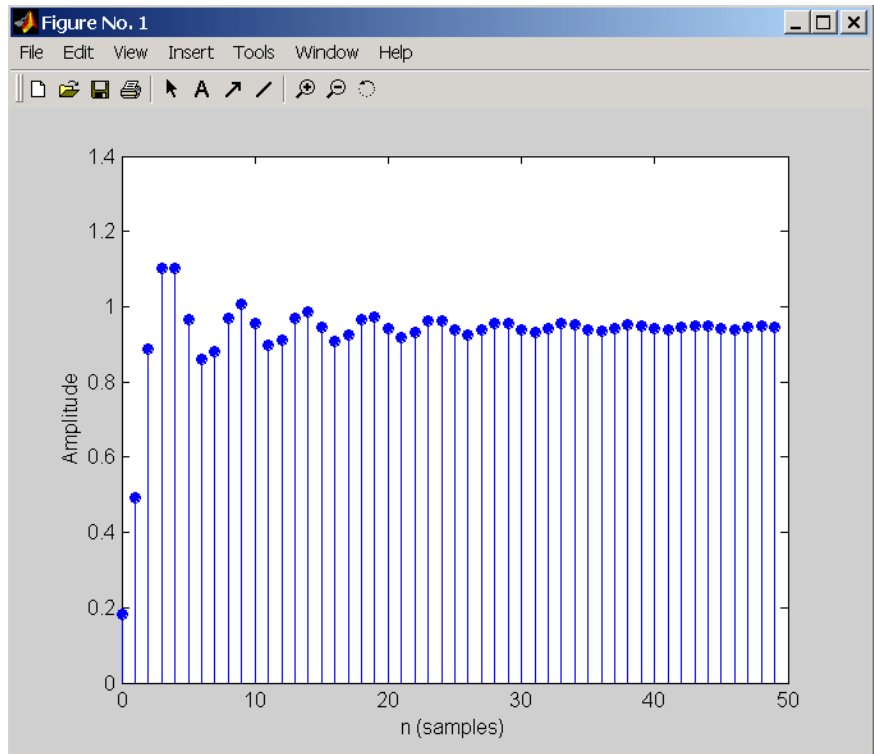 Figure No. 1
File Edit View Insert Tools Window Help
A
1.4
1.2
1
0.8
0.6
0.4
0.2
0
Amplitude
0 10 20 30 40 50
n (samples)